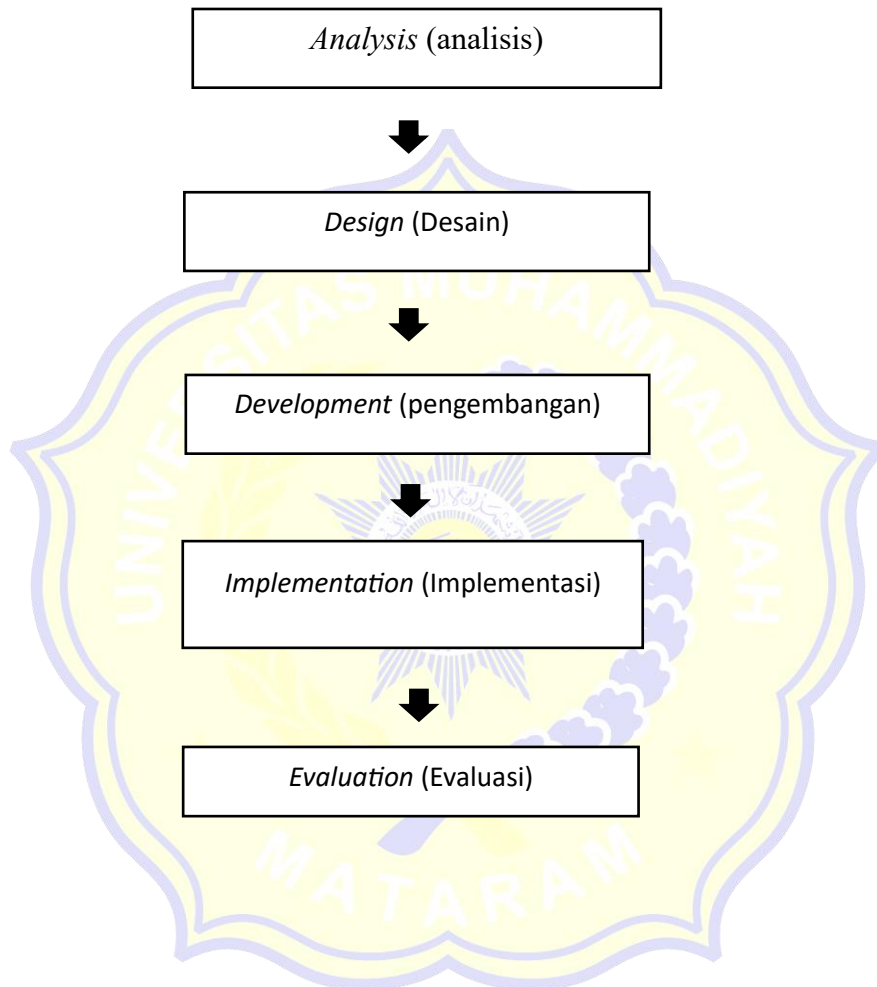 Analysis (analisis)
Design (Desain)
UNIVERSITAS MUHAMMADIYAH
Development (pengembangan)
Implementation (Implementasi)
Evaluation (Evaluasi)
MATARAM